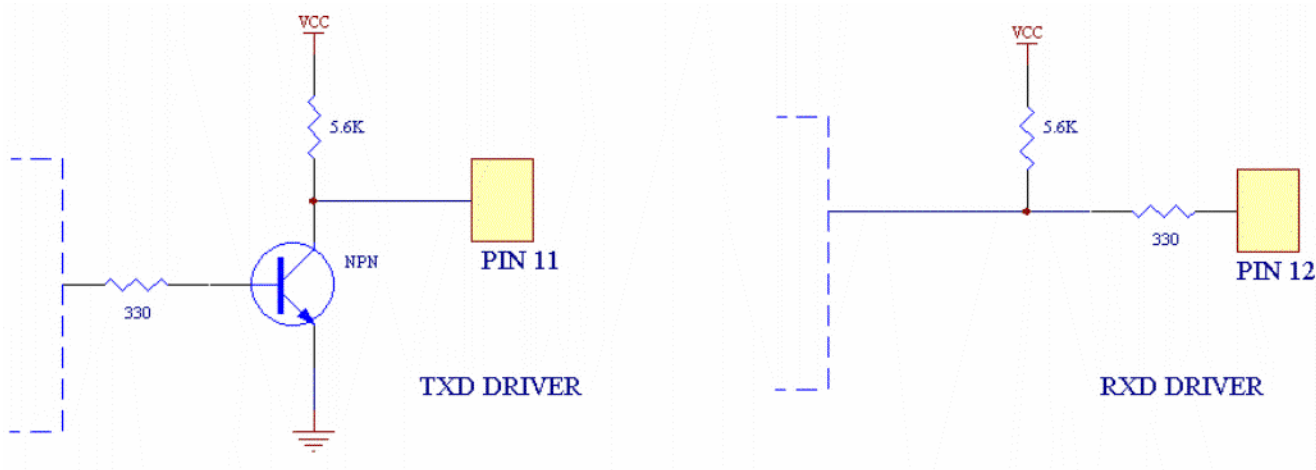 VCC
5.6K
PIN 11
NPN
330
TXD DRIVER
VCC
5.6K
330
PIN 12
RXD DRIVER